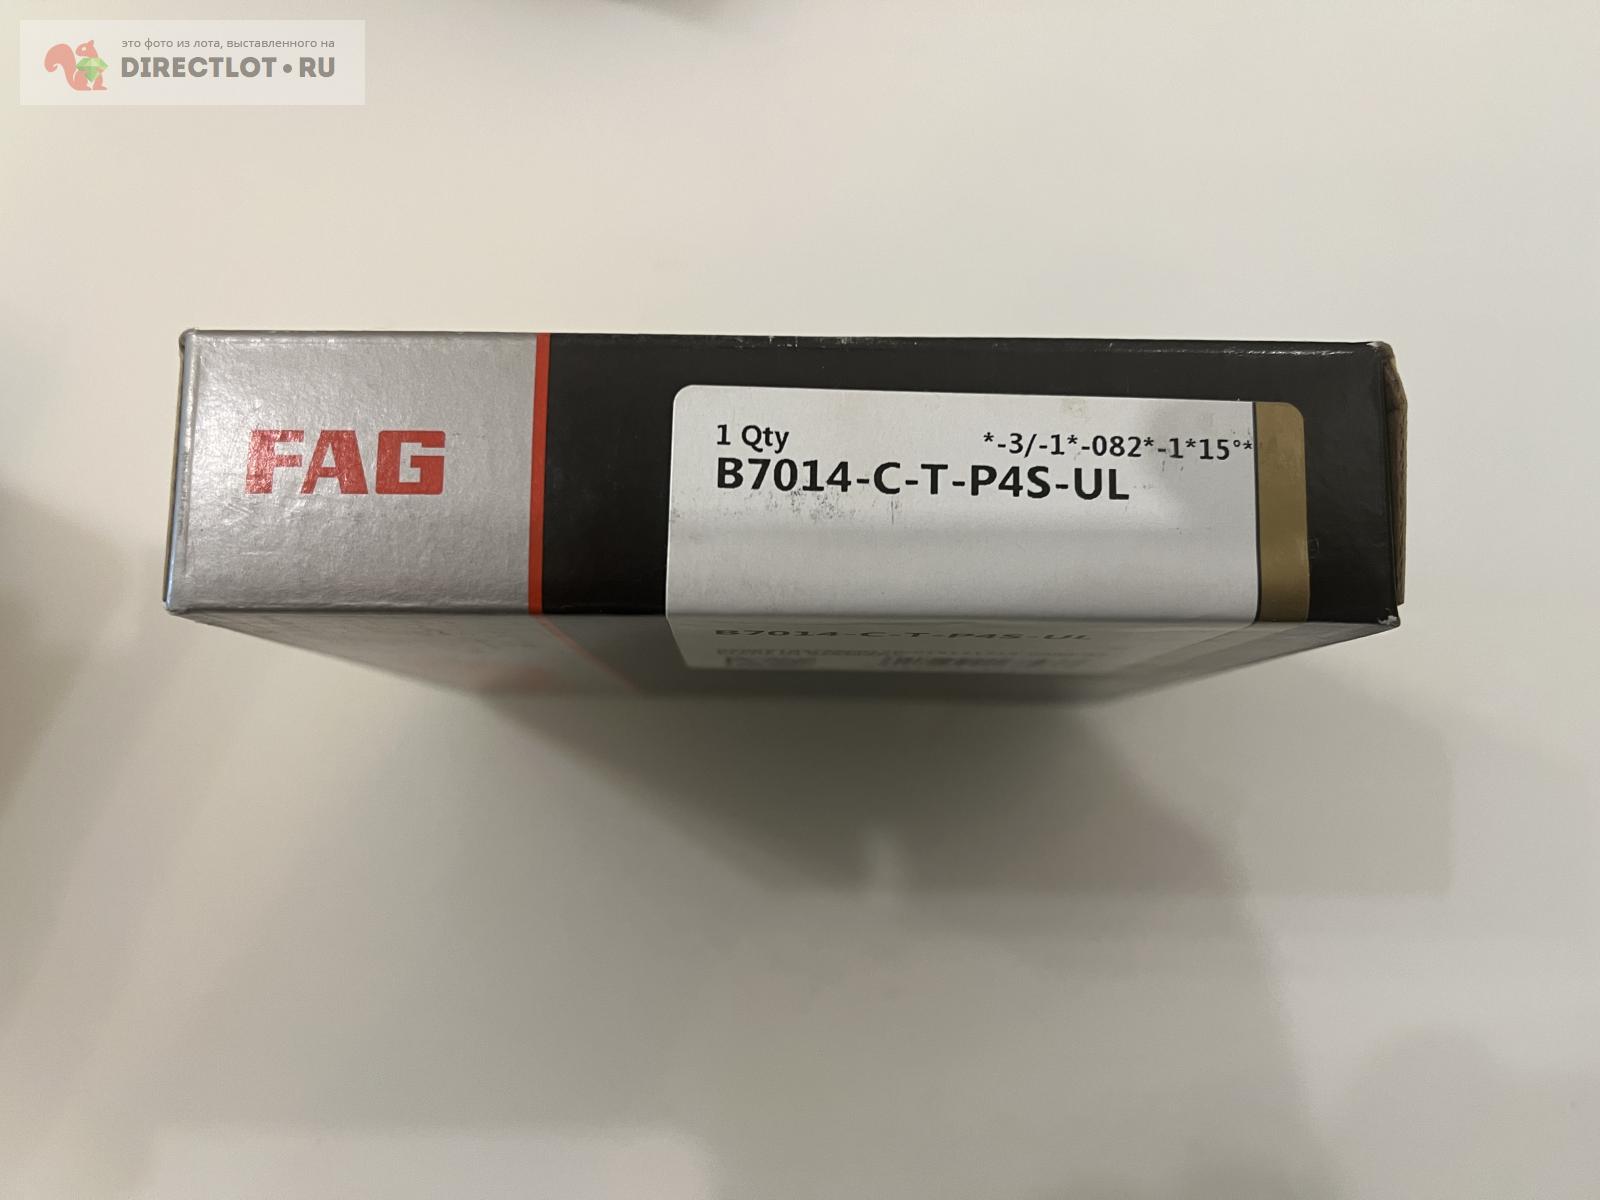 это фото из лота, выставленного на
DIRECTLOT•RU
FAG
1 Qty *-3/-1*-082*-1*15°*
B7014-C-T-P4S-UL
B7014-C-T-P4S-UL